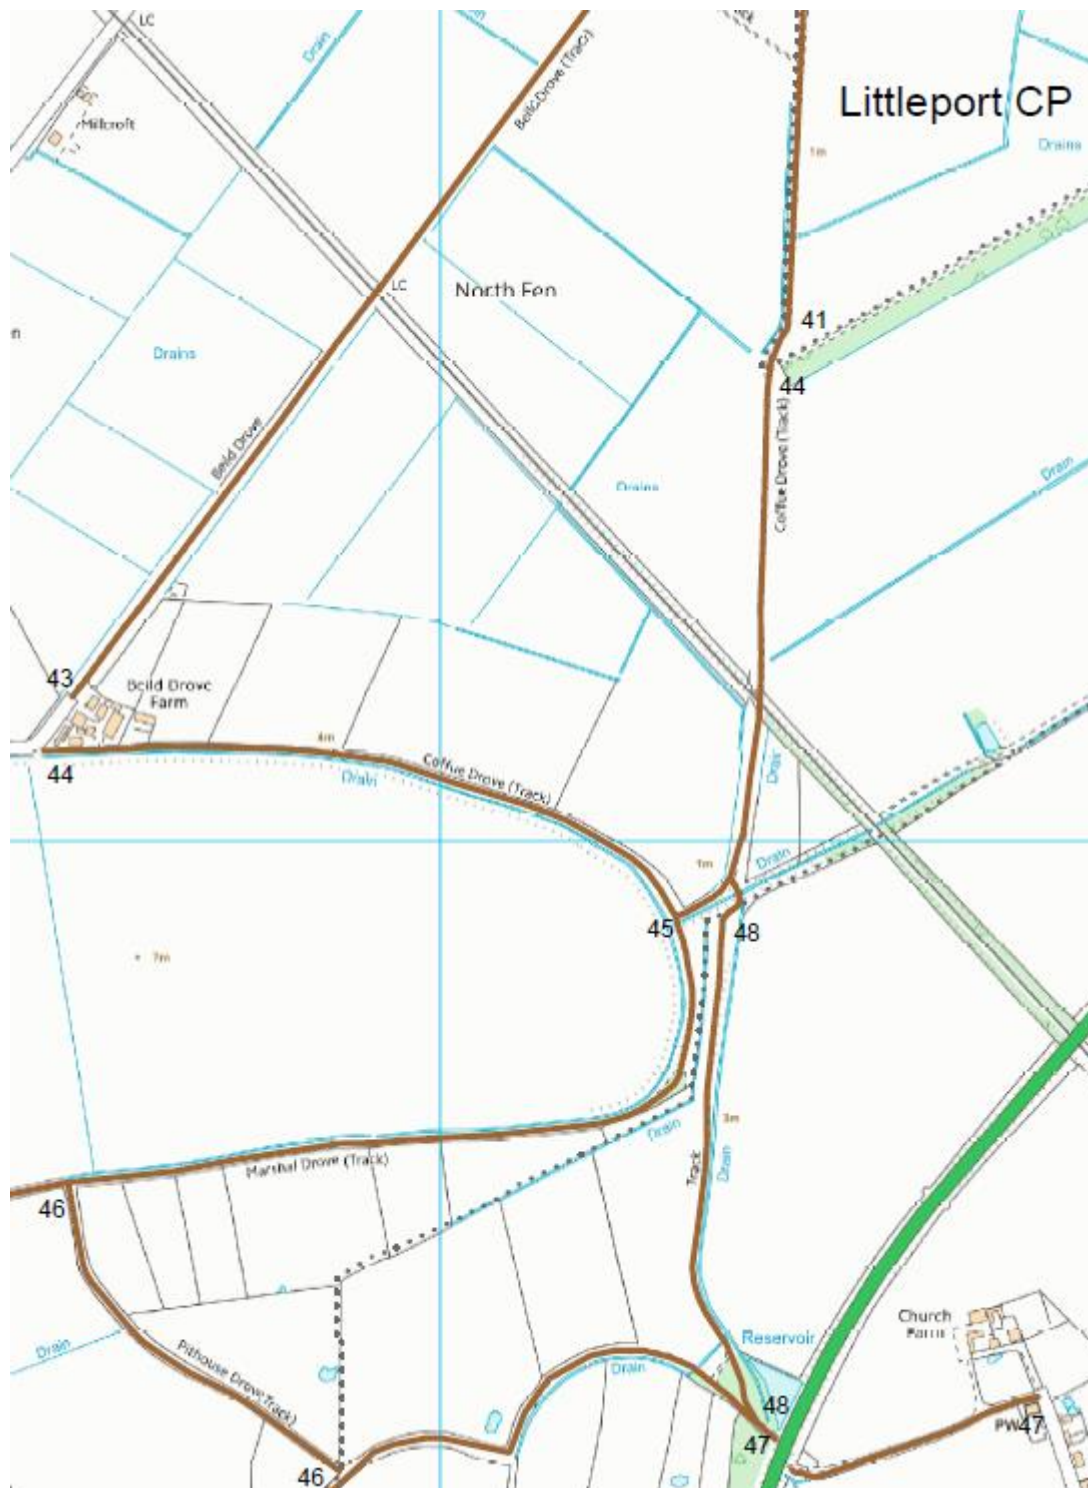 LC
Drain
Beild Drove (Track)
Littleport CP
Millcroft
Drains
1m
LC
North Fen
41
Drains
44
Beild Drove
Coffue Drove (Track)
Drain
Drains
43
Beild Drove
Farm
4m
44
Drain
Coffue Drove (Track)
Drain
1m
Drain
45
48
7m
3m
Drain
Track
Drain
Marshal Drove (Track)
46
Church
Farm
Reservoir
Drain
Pithouse Drove (Track)
Drain
48
47
PW
47
46